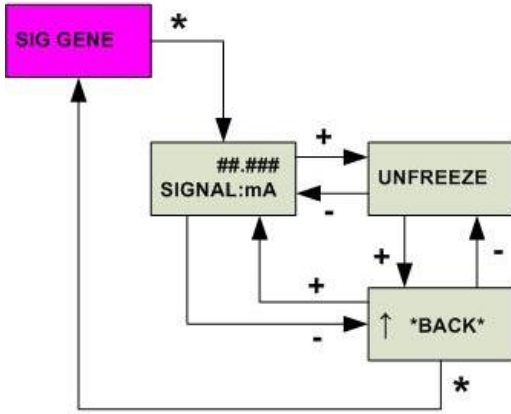 SIG GENE
*
##.###
SIGNAL:mA
+
UNFREEZE
-
+
-
+
-
↑ *BACK*
*